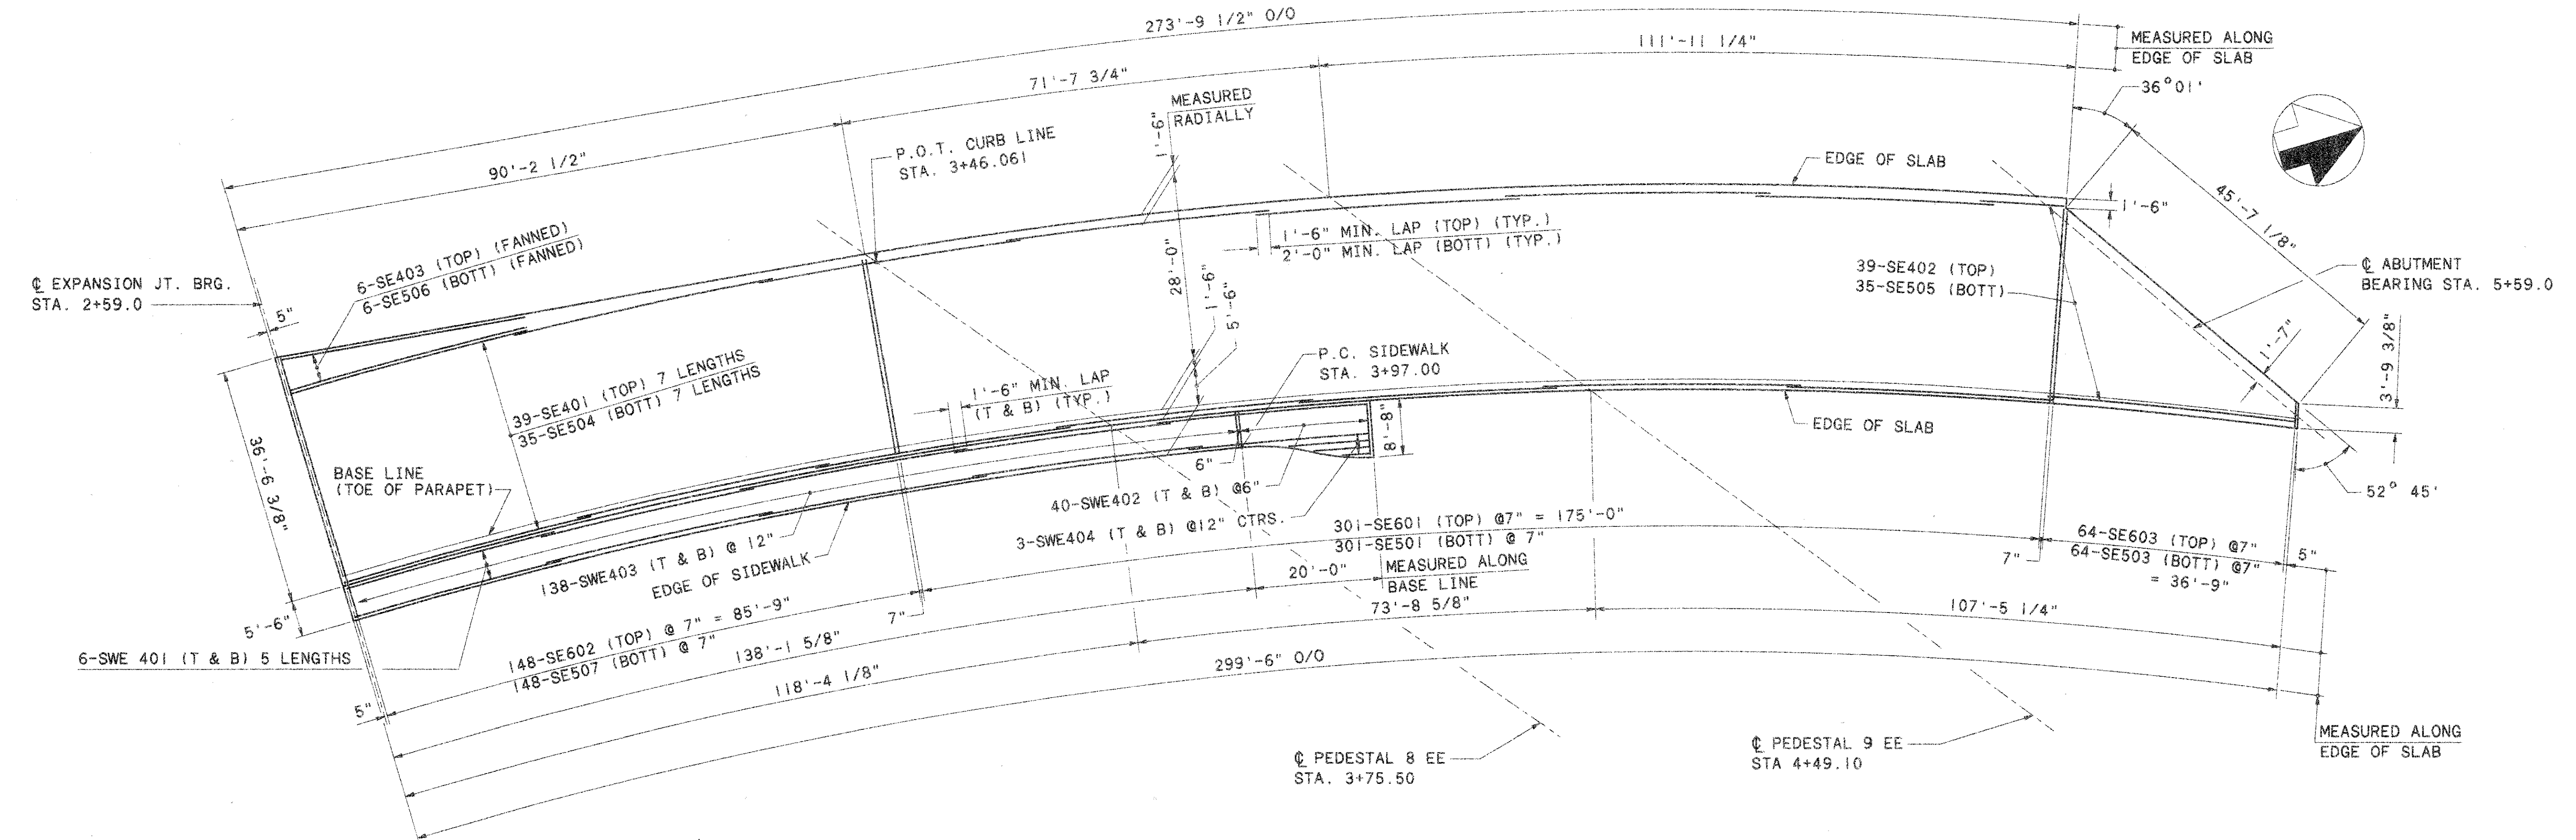 273'-9 1/2" O/O
111'-11 1/4"
MEASURED ALONG
EDGE OF SLAB
71'-7 3/4"
36°01'
MEASURED
RADIALLY
1'-6"
P.O.T. CURB LINE
STA. 3+46.061
90'-2 1/2"
EDGE OF SLAB
45'-7 1/8"
1'-6"
6-SE403 (TOP) (FANNED)
6-SE506 (BOTT) (FANNED)
1'-6" MIN. LAP (TOP) (TYP.)
2'-0" MIN. LAP (BOTT) (TYP.)
28'-0"
℄ EXPANSION JT. BRG.
STA. 2+59.0
5"
39-SE402 (TOP)
35-SE505 (BOTT)
℄ ABUTMENT
BEARING STA. 5+59.0
1'-6"
5'-6"
1'-7"
3'-9 3/8"
P.C. SIDEWALK
STA. 3+97.00
39-SE401 (TOP) 7 LENGTHS
35-SE504 (BOTT) 7 LENGTHS
1'-6" MIN. LAP
(T & B) (TYP.)
8'-8"
EDGE OF SLAB
36'-6 3/8"
BASE LINE
(TOE OF PARAPET)
6"
40-SWE402 (T & B) @6"
52° 45'
3-SWE404 (T & B) @12" CTRS.
301-SE601 (TOP) @7" = 175'-0"
301-SE501 (BOTT) @ 7"
64-SE603 (TOP) @7"
64-SE503 (BOTT) @7"
= 36'-9"
5"
7"
138-SWE403 (T & B) @ 12"
EDGE OF SIDEWALK
20'-0"
MEASURED ALONG
BASE LINE
5'-6"
7"
73'-8 5/8"
107'-5 1/4"
6-SWE 401 (T & B) 5 LENGTHS
148-SE602 (TOP) @ 7" = 85'-9"
148-SE507 (BOTT) @ 7"
138'-1 5/8"
118'-4 1/8"
299'-6" O/O
5"
℄ PEDESTAL 8 EE
STA. 3+75.50
℄ PEDESTAL 9 EE
STA 4+49.10
MEASURED ALONG
EDGE OF SLAB